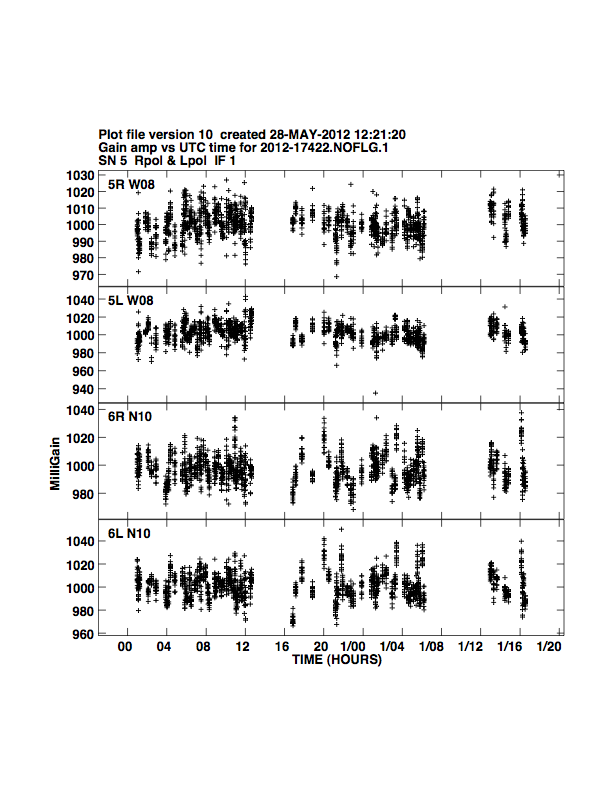 Plot file version 10 created 28-MAY-2012 12:21:20
Gain amp vs UTC time for 2012-17422.NOFLG.1
SN 5 Rpol & Lpol IF 1
5R W08
1030
1020
1010
1000
990
980
970
5L W08
1040
1020
1000
980
960
940
6R N10
1040
1020
1000
980
MilliGain
6L N10
1040
1020
1000
980
960
00 04 08 12 16 20 1/00 1/04 1/08 1/12 1/16 1/20
TIME (HOURS)